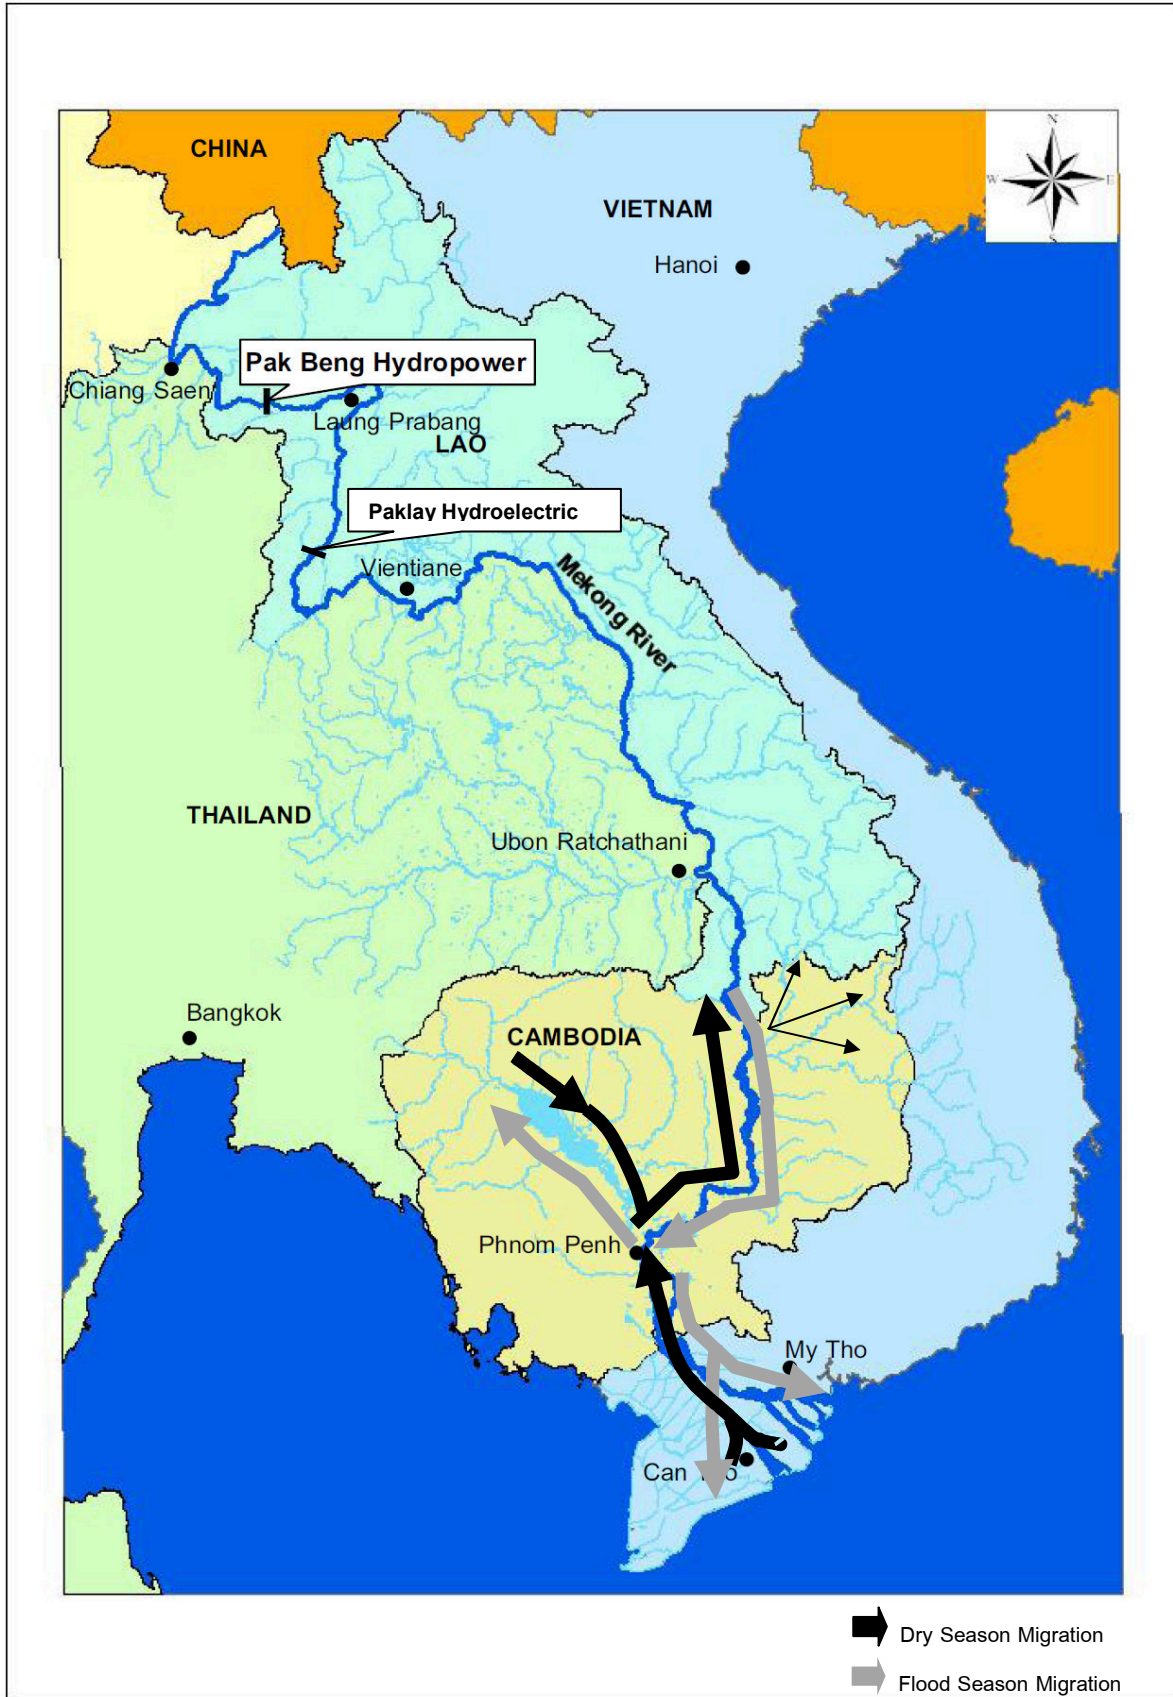 N
CHINA
W
E
VIETNAM
S
Hanoi
Pak Beng Hydropower
Chiang Saen
Laung Prabang
LAO
Paklay Hydroelectric
Vientiane
Mekong River
THAILAND
Ubon Ratchathani
Bangkok
CAMBODIA
Phnom Penh
My Tho
Can
Dry Season Migration
Flood Season Migration